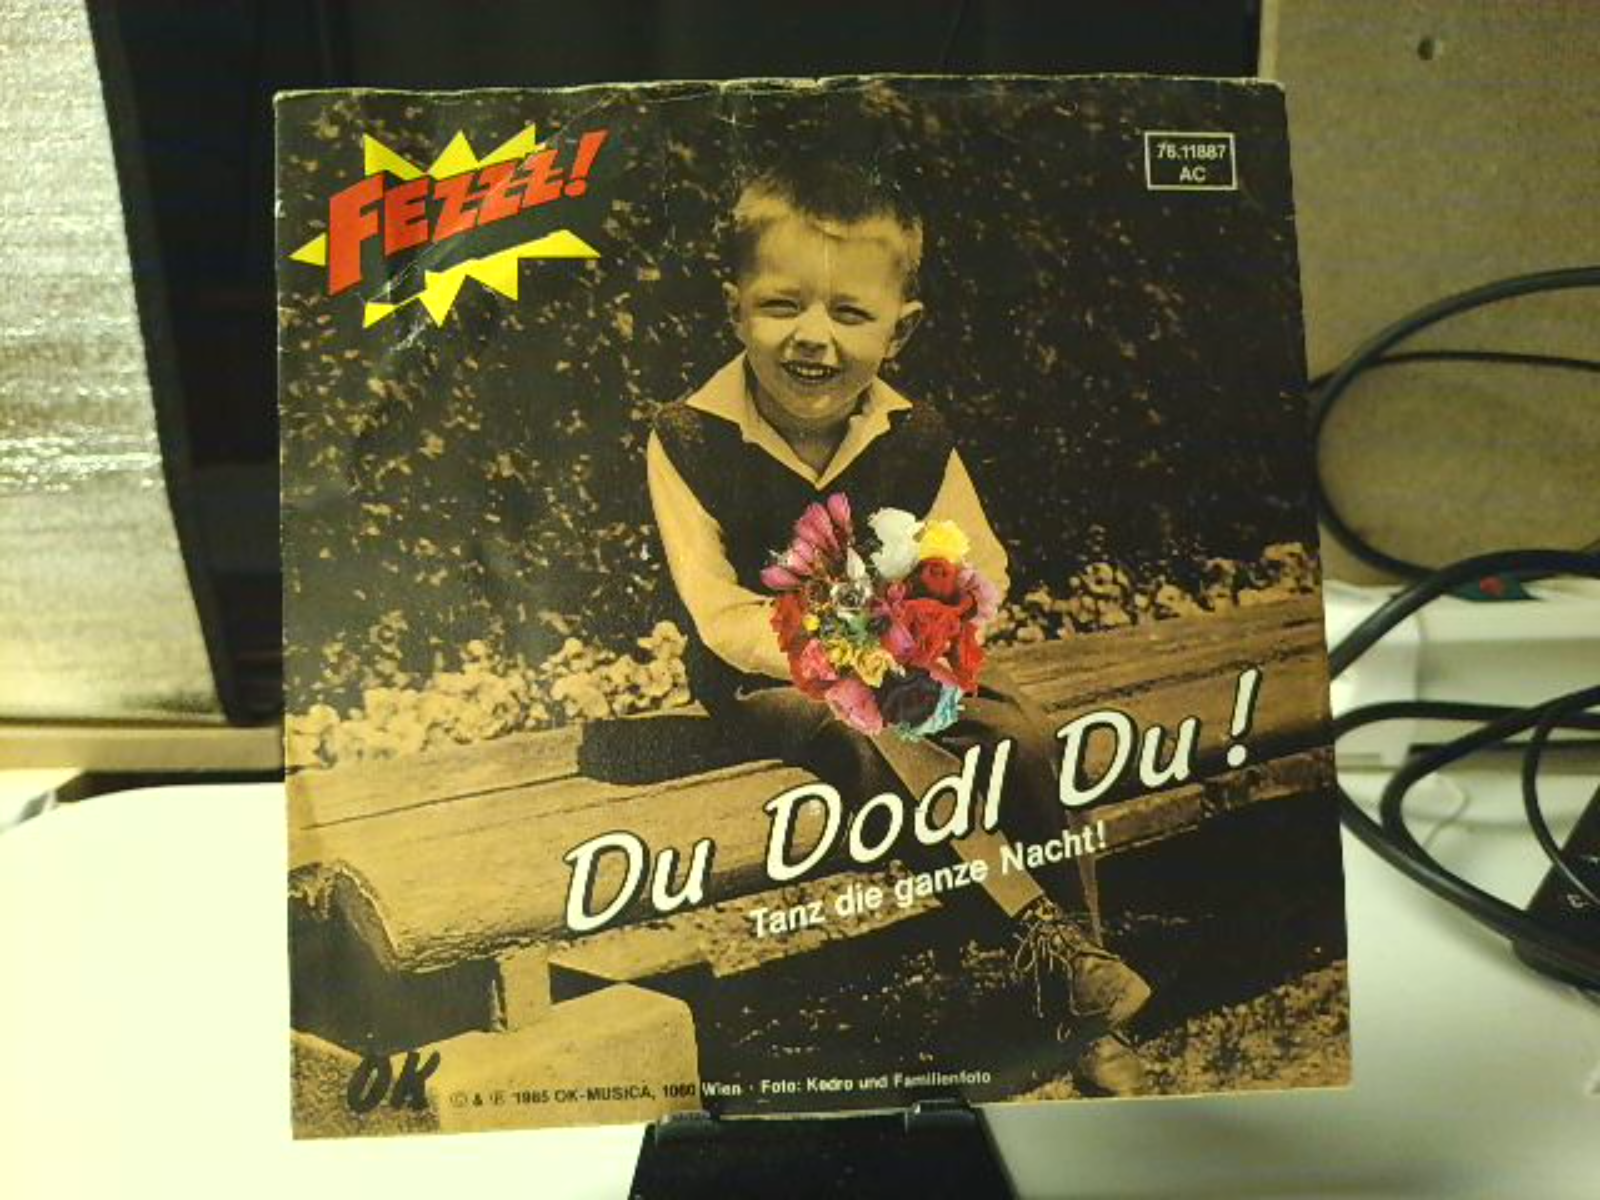 FEZZZ!
76.11887
AC
Du Dodl Du!
Tanz die ganze Nacht!
OK
© & ℗ 1985 OK-MUSICA, 1060 Wien · Foto: Kedro und Familienfoto